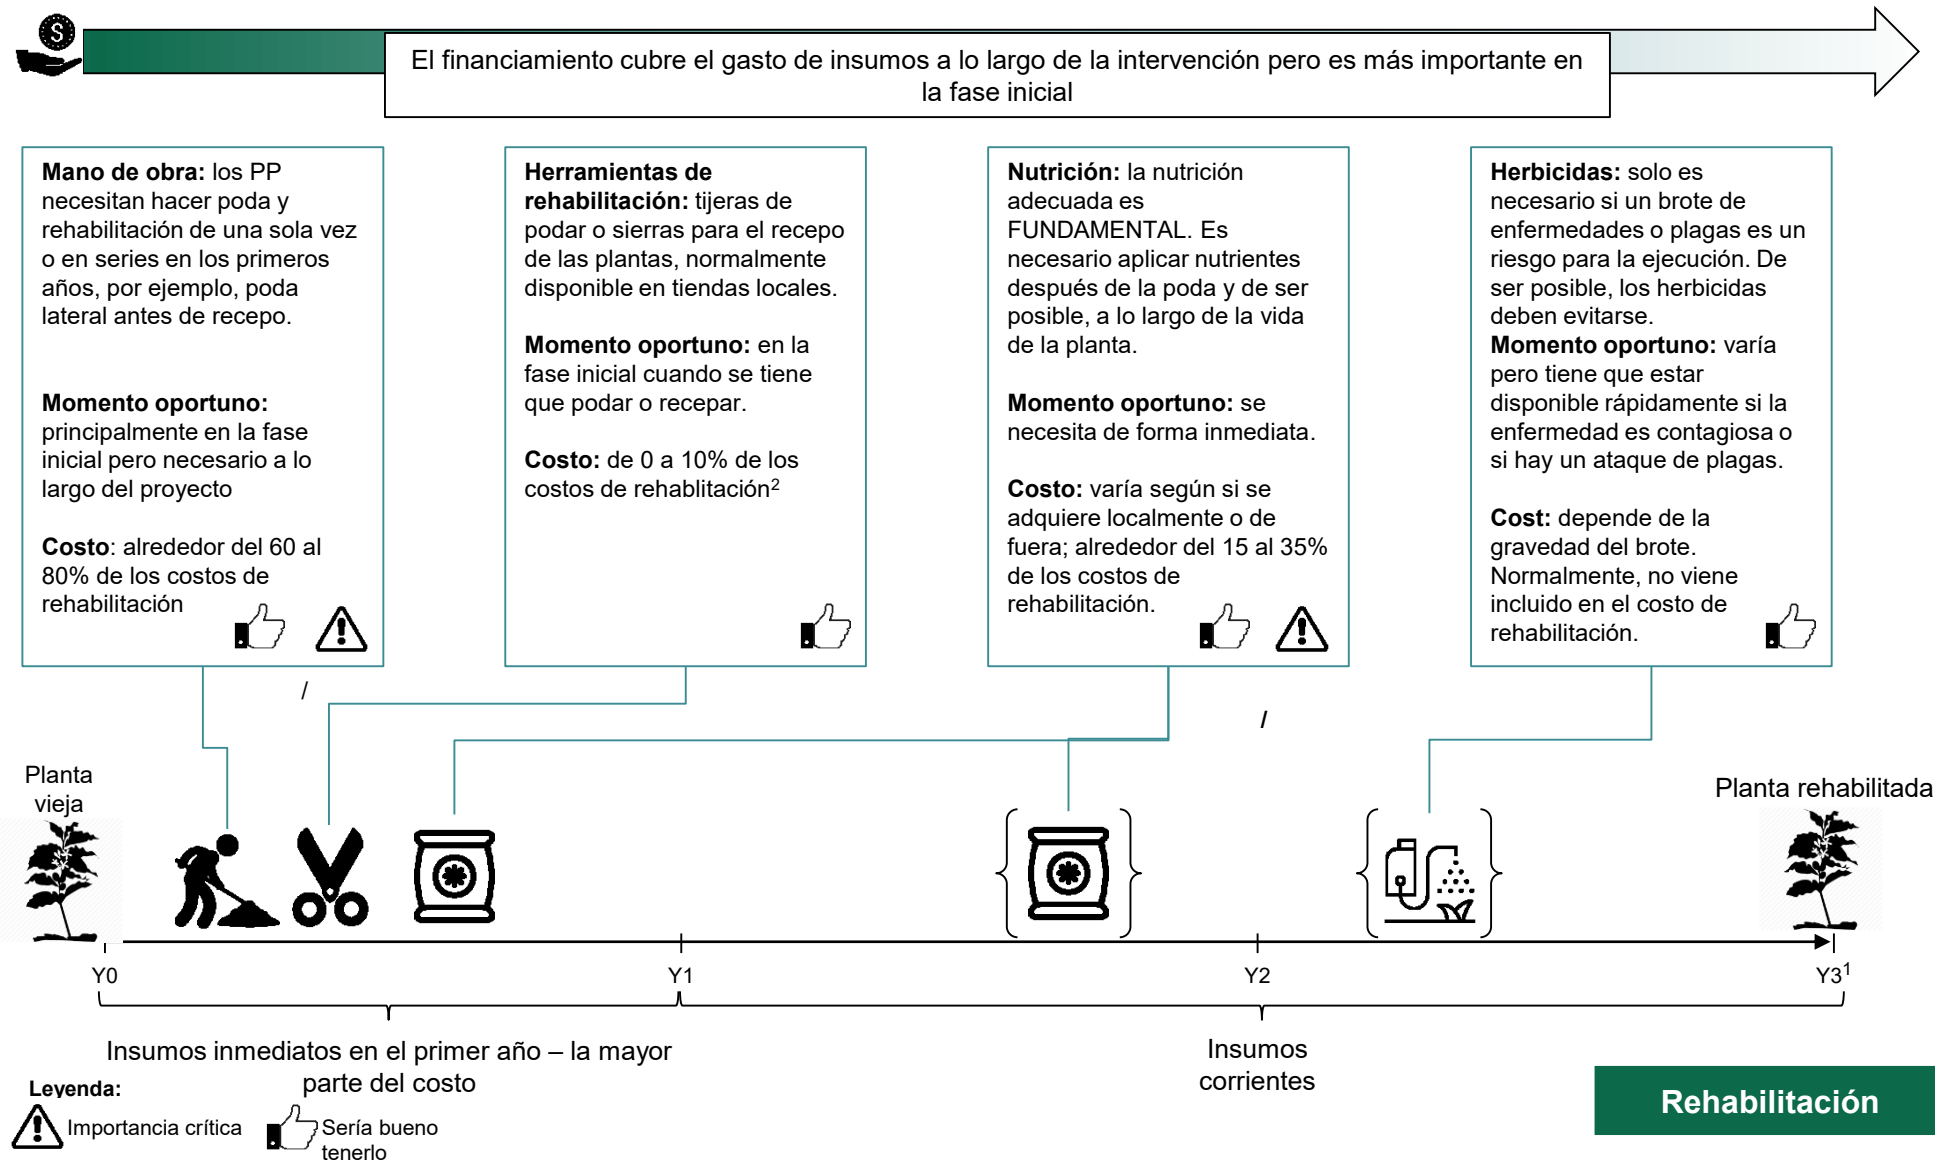 $
El financiamiento cubre el gasto de insumos a lo largo de la intervención pero es más importante en
la fase inicial
Mano de obra: los PP
necesitan hacer poda y
rehabilitación de una sola vez
o en series en los primeros
años, por ejemplo, poda
lateral antes de recepo.
Momento oportuno:
principalmente en la fase
inicial pero necesario a lo
largo del proyecto
Costo: alrededor del 60 al
80% de los costos de
rehabilitación
Herramientas de
rehabilitación: tijeras de
podar o sierras para el recepo
de las plantas, normalmente
disponible en tiendas locales.
Momento oportuno: en la
fase inicial cuando se tiene
que podar o recepar.
Costo: de 0 a 10% de los
costos de rehablitación²
Nutrición: la nutrición
adecuada es
FUNDAMENTAL. Es
necesario aplicar nutrientes
después de la poda y de ser
posible, a lo largo de la vida
de la planta.
Momento oportuno: se
necesita de forma inmediata.
Costo: varía según si se
adquiere localmente o de
fuera; alrededor del 15 al 35%
de los costos de
rehabilitación.
Herbicidas: solo es
necesario si un brote de
enfermedades o plagas es un
riesgo para la ejecución. De
ser posible, los herbicidas
deben evitarse.
Momento oportuno: varía
pero tiene que estar
disponible rápidamente si la
enfermedad es contagiosa o
si hay un ataque de plagas.
Cost: depende de la
gravedad del brote.
Normalmente, no viene
incluido en el costo de
rehabilitación.
/
/
Planta
vieja
Planta rehabilitada
Y0
Y1
Y2
Y3¹
Insumos inmediatos en el primer año – la mayor
parte del costo
Insumos
corrientes
Leyenda:
Importancia crítica
Sería bueno
tenerlo
Rehabilitación